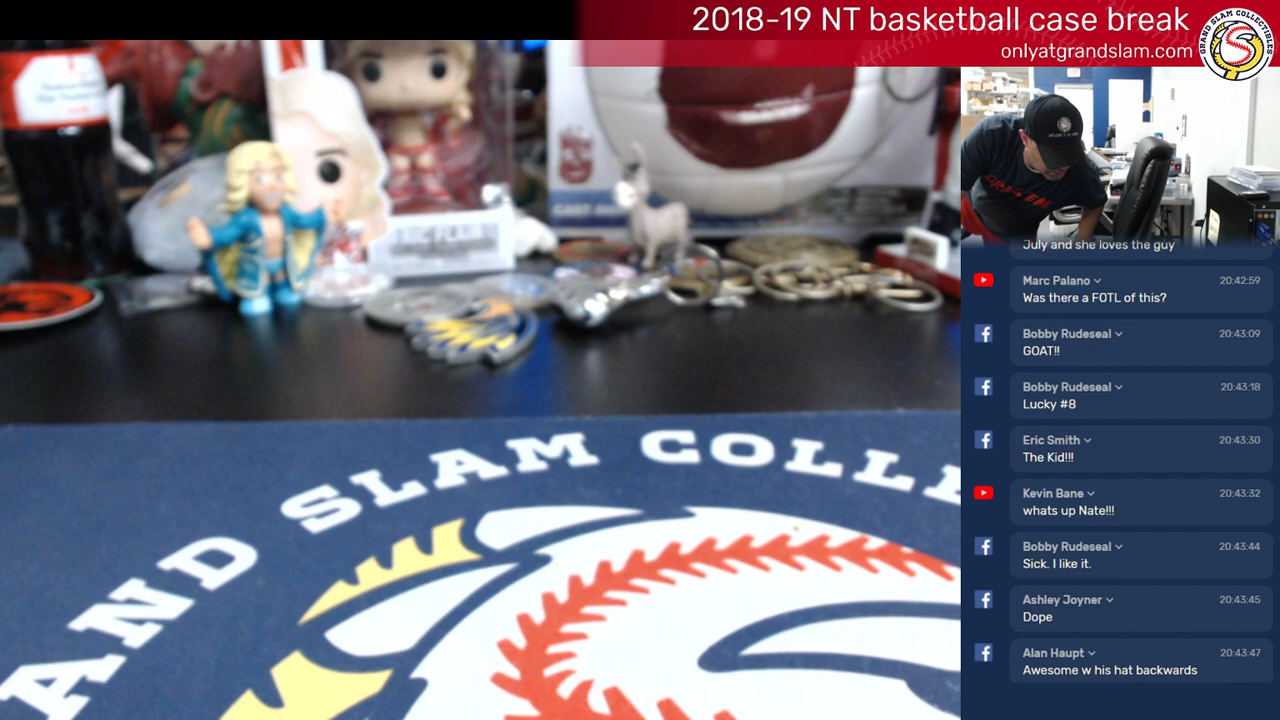 2018-19 NT basketball case break
onlyatgrandslam.com
GRAND SLAM COLLECTIBLES
July and she loves the guy
Marc Palano
20:42:59
Was there a FOTL of this?
Bobby Rudeseal
20:43:09
GOAT!!
Bobby Rudeseal
20:43:18
Lucky #8
Eric Smith
20:43:30
The Kid!!!
Kevin Bane
20:43:32
whats up Nate!!!
Bobby Rudeseal
20:43:44
Sick. I like it.
Ashley Joyner
20:43:45
Dope
Alan Haupt
20:43:47
Awesome w his hat backwards
CAST AWAY
AND SLAM COLL